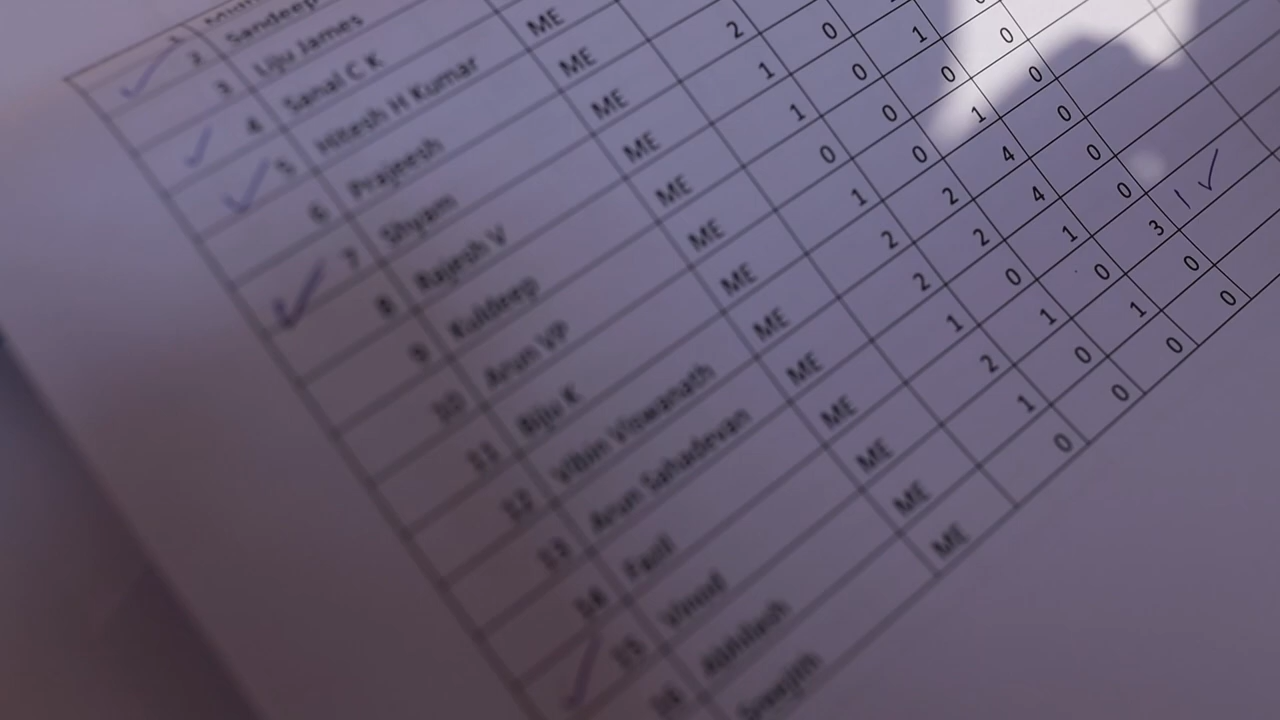 2 Sandeep
3 Liju James
4 Sanal C K
5 Hitesh H Kumar ME
6 Prajeesh ME
7 Shyam ME 2
8 Rajesh V ME 1 0
9 Kuldeep ME 1 0 1
10 Arun VP ME 0 0 0 0
11 Biju K ME 1 0 1 0
12 Vibin Viswanath ME 2 2 4 0
13 Arun Sahadevan ME 2 2 4 0
14 Fazil ME 1 0 1 0
15 Vinod ME 2 1 0 3 1 ✓
16 Abhilash ME 1 0 1 0
Sreejith ME 0 0 0 0